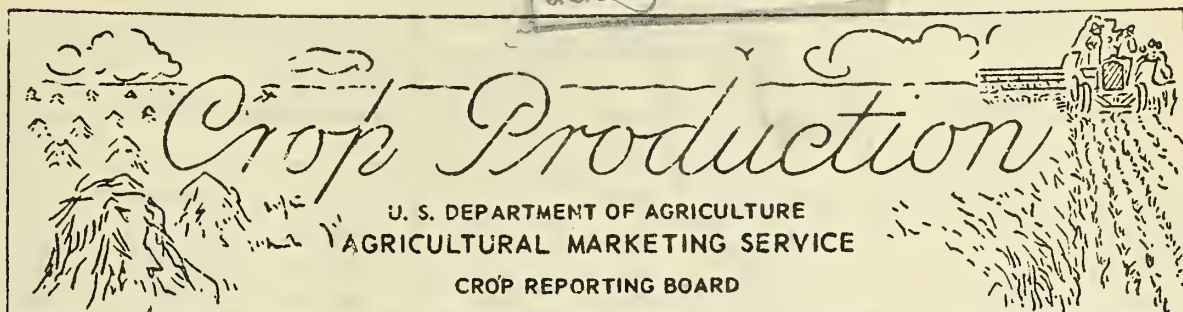 Crop Production
U. S. DEPARTMENT OF AGRICULTURE
AGRICULTURAL MARKETING SERVICE
CROP REPORTING BOARD